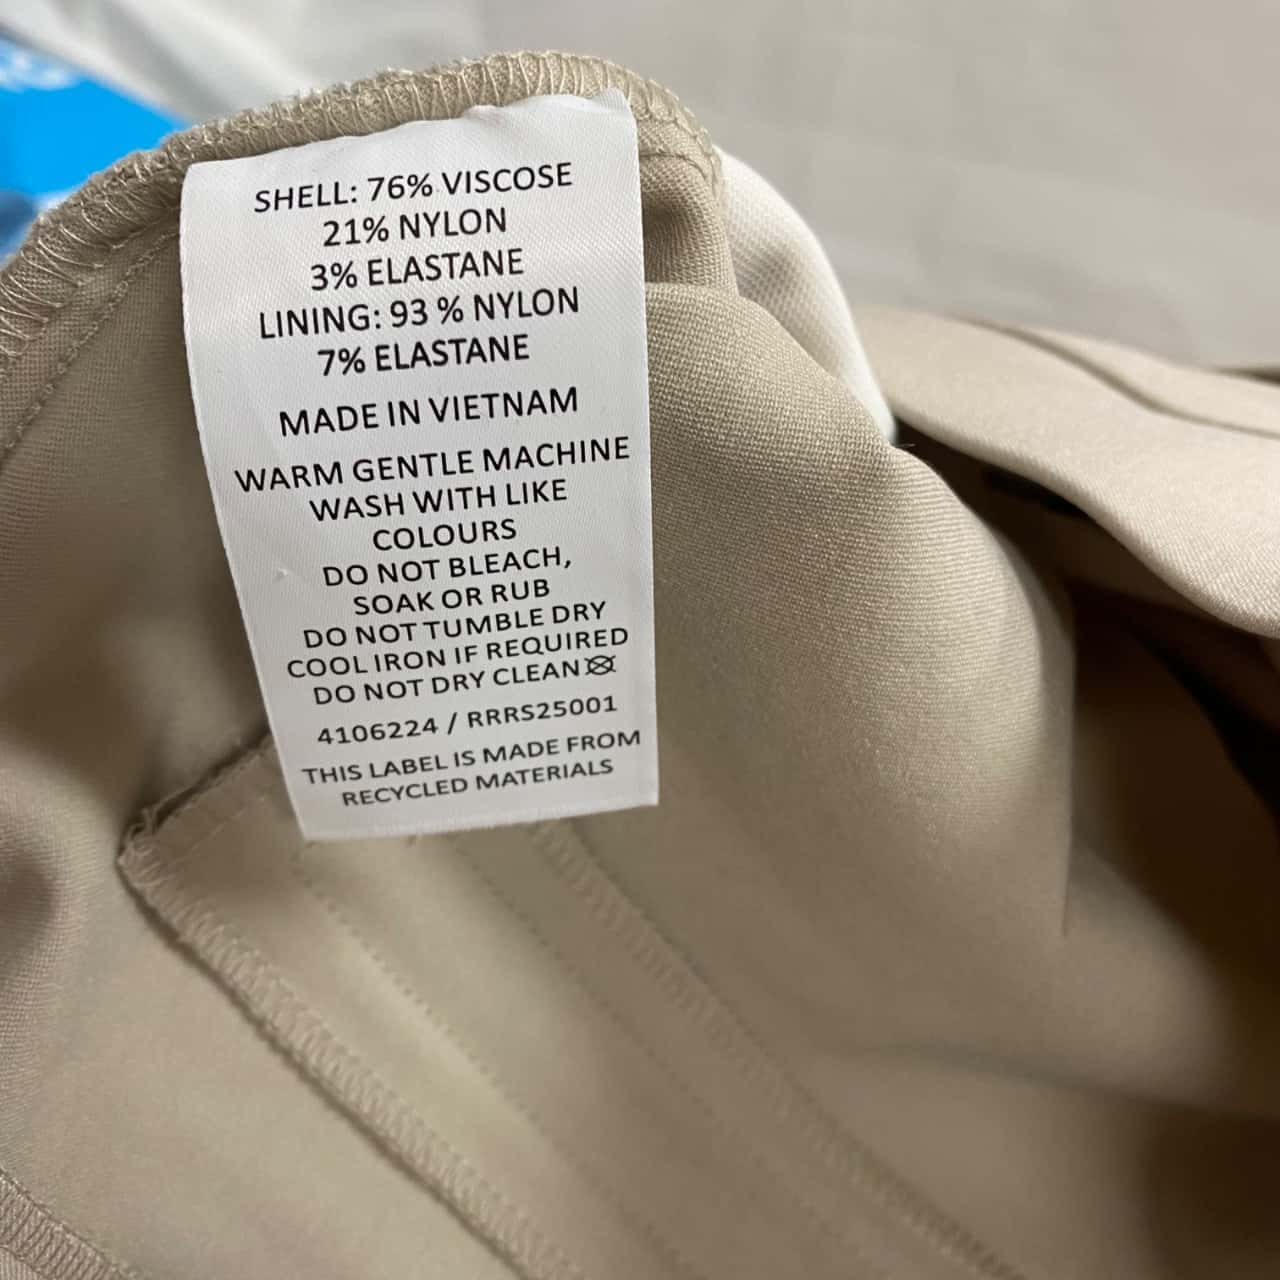 SHELL: 76% VISCOSE
21% NYLON
3% ELASTANE
LINING: 93 % NYLON
7% ELASTANE
MADE IN VIETNAM
WARM GENTLE MACHINE
WASH WITH LIKE
COLOURS
DO NOT BLEACH,
SOAK OR RUB
DO NOT TUMBLE DRY
COOL IRON IF REQUIRED
DO NOT DRY CLEAN
4106224 / RRRS25001
THIS LABEL IS MADE FROM
RECYCLED MATERIALS